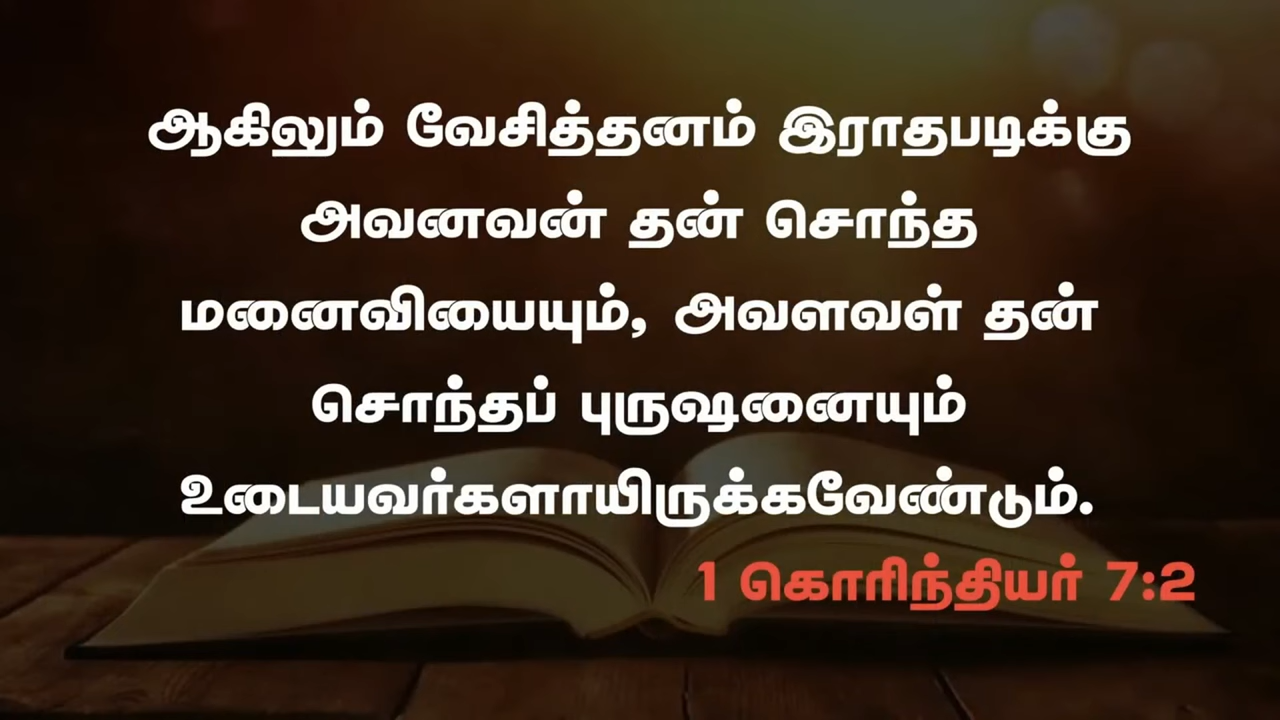 ஆகிலும் வேசித்தனம் இராதபடிக்கு
அவனவன் தன் சொந்த
மனைவியையும், அவளவள் தன்
சொந்தப் புருஷனையும்
உடையவர்களாயிருக்கவேண்டும்.
1 கொரிந்தியர் 7:2